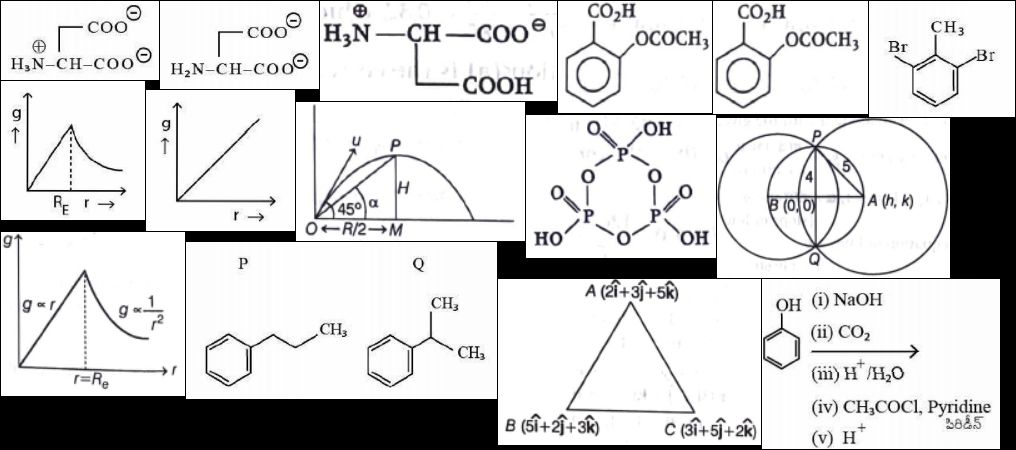 COO⊖
⊕
H₃N–CH–COO⊖
COO⊖
H₂N–CH–COO⊖
⊕
H₃N–CH–COO⊖
COOH
CO₂H
OCOCH₃
CO₂H
OCOCH₃
CH₃
Br
Br
g
↑
R_E r →
g
↑
r →
u
P
H
45° α
O ← R/2 → M
O
OH
P
O
O
O
O
P
P
HO
O
OH
P
4
5
B (0,0)
A (h, k)
Q
g
g ∝ r
g ∝ 1/r²
r=R_e
r
P
Q
CH₃
CH₃
CH₃
A (2î+3ĵ+5k̂)
B (5î+2ĵ+3k̂)
C (3î+5ĵ+2k̂)
OH
(i) NaOH
(ii) CO₂
(iii) H⁺/H₂O
(iv) CH₃COCl, Pyridine
పిరిడీన్
(v) H⁺